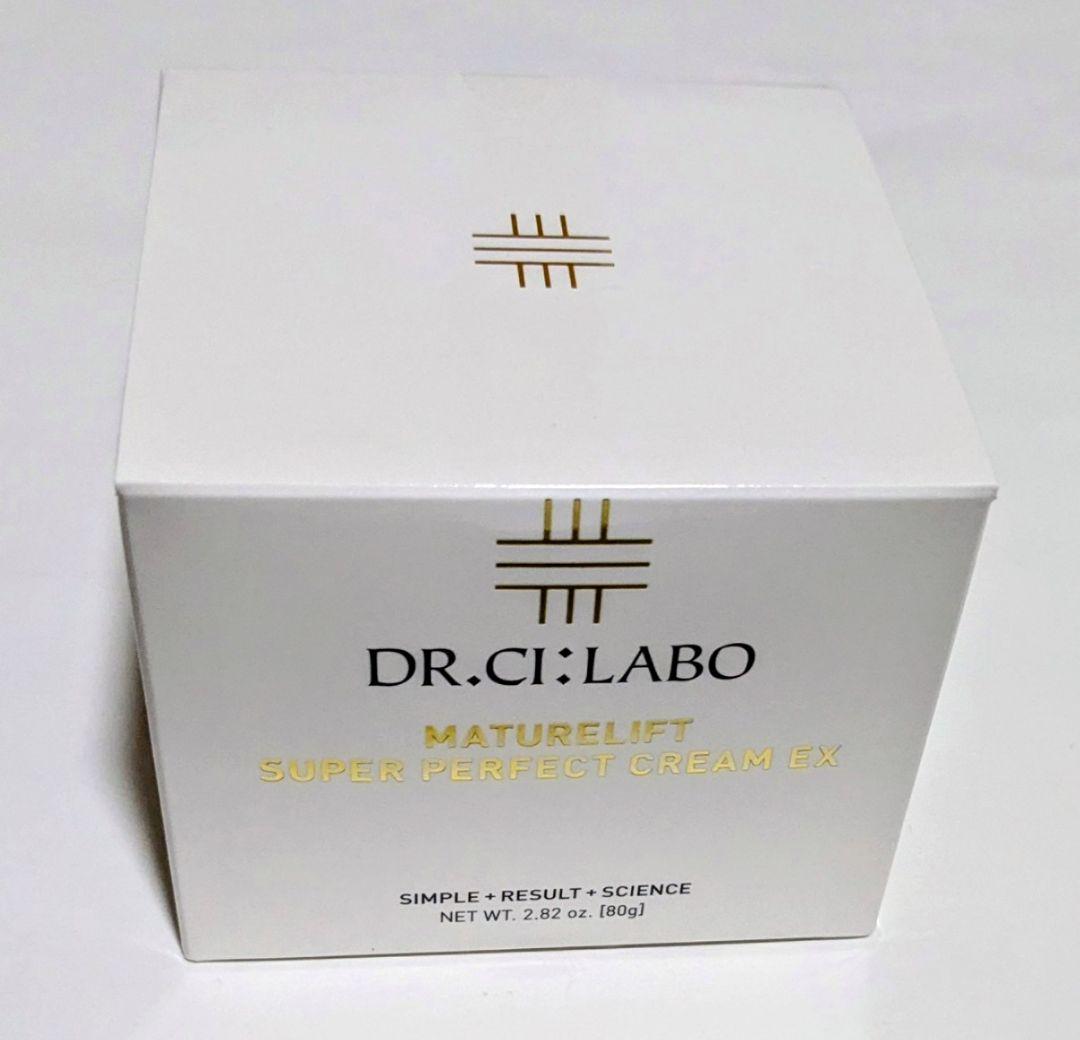 DR.CI:LABO
MATURELIFT
SUPER PERFECT CREAM EX
SIMPLE + RESULT + SCIENCE
NET WT. 2.82 oz. [80g]